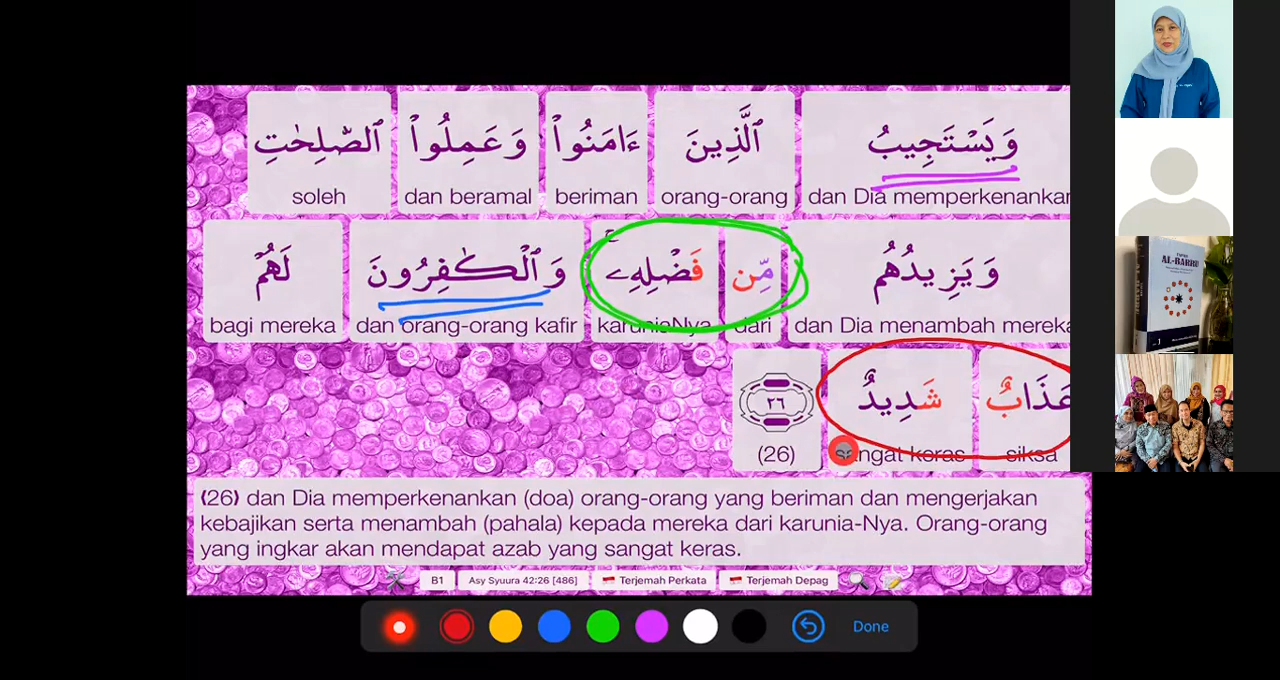 وَيَسْتَجِيبُ ٱلَّذِينَ ءَامَنُوا۟ وَعَمِلُوا۟ ٱلصَّٰلِحَٰتِ
dan Dia memperkenankan orang-orang beriman dan beramal soleh
وَيَزِيدُهُم مِّن فَضْلِهِۦ ۚ وَٱلْكَٰفِرُونَ لَهُمْ
dan Dia menambah mereka dari karuniaNya dan orang-orang kafir bagi mereka
عَذَابٌ شَدِيدٌ ٢٦
siksa sangat keras (26)
(26) dan Dia memperkenankan (doa) orang-orang yang beriman dan mengerjakan
kebajikan serta menambah (pahala) kepada mereka dari karunia-Nya. Orang-orang
yang ingkar akan mendapat azab yang sangat keras.
B1 Asy Syuura 42:26 [486] Terjemah Perkata Terjemah Depag
Done
AL-BARRU